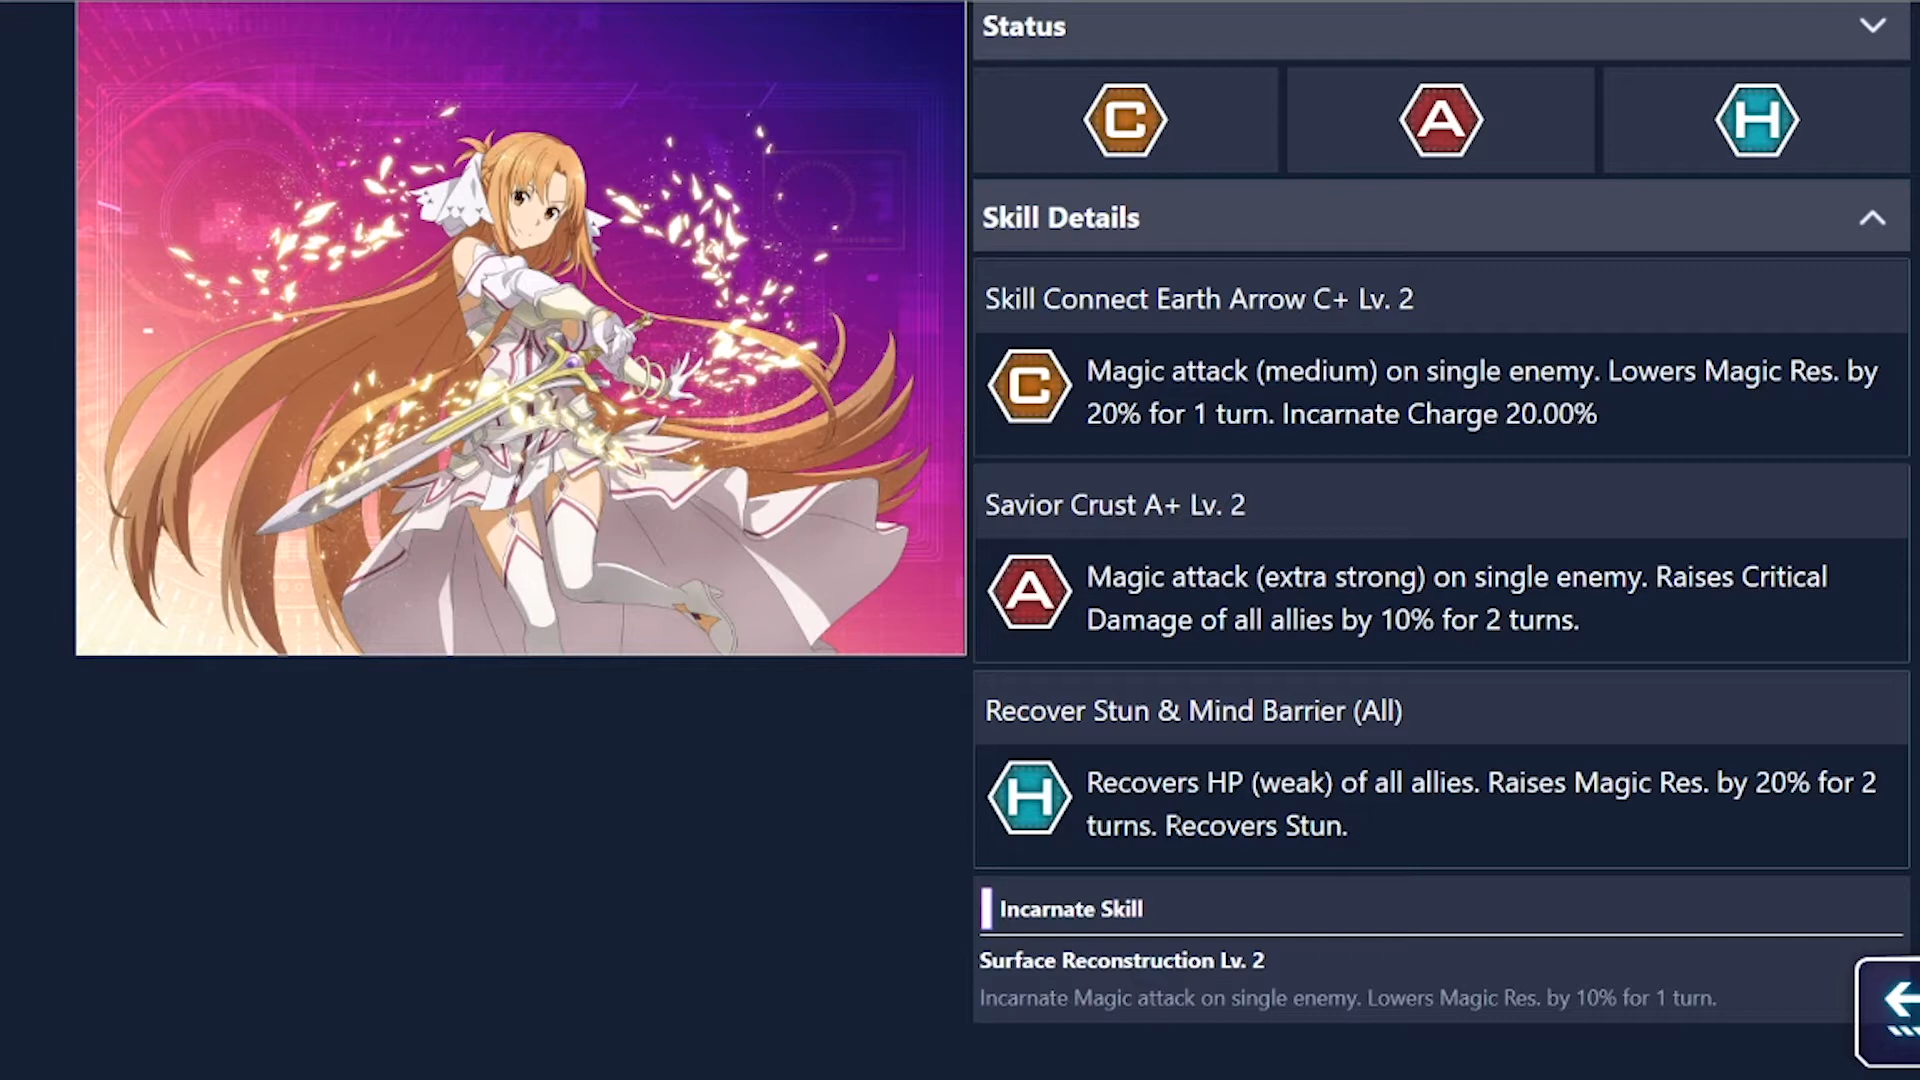 Status
C A H
Skill Details
Skill Connect Earth Arrow C+ Lv. 2
C
Magic attack (medium) on single enemy. Lowers Magic Res. by
20% for 1 turn. Incarnate Charge 20.00%
Savior Crust A+ Lv. 2
A
Magic attack (extra strong) on single enemy. Raises Critical
Damage of all allies by 10% for 2 turns.
Recover Stun & Mind Barrier (All)
H
Recovers HP (weak) of all allies. Raises Magic Res. by 20% for 2
turns. Recovers Stun.
Incarnate Skill
Surface Reconstruction Lv. 2
Incarnate Magic attack on single enemy. Lowers Magic Res. by 10% for 1 turn.